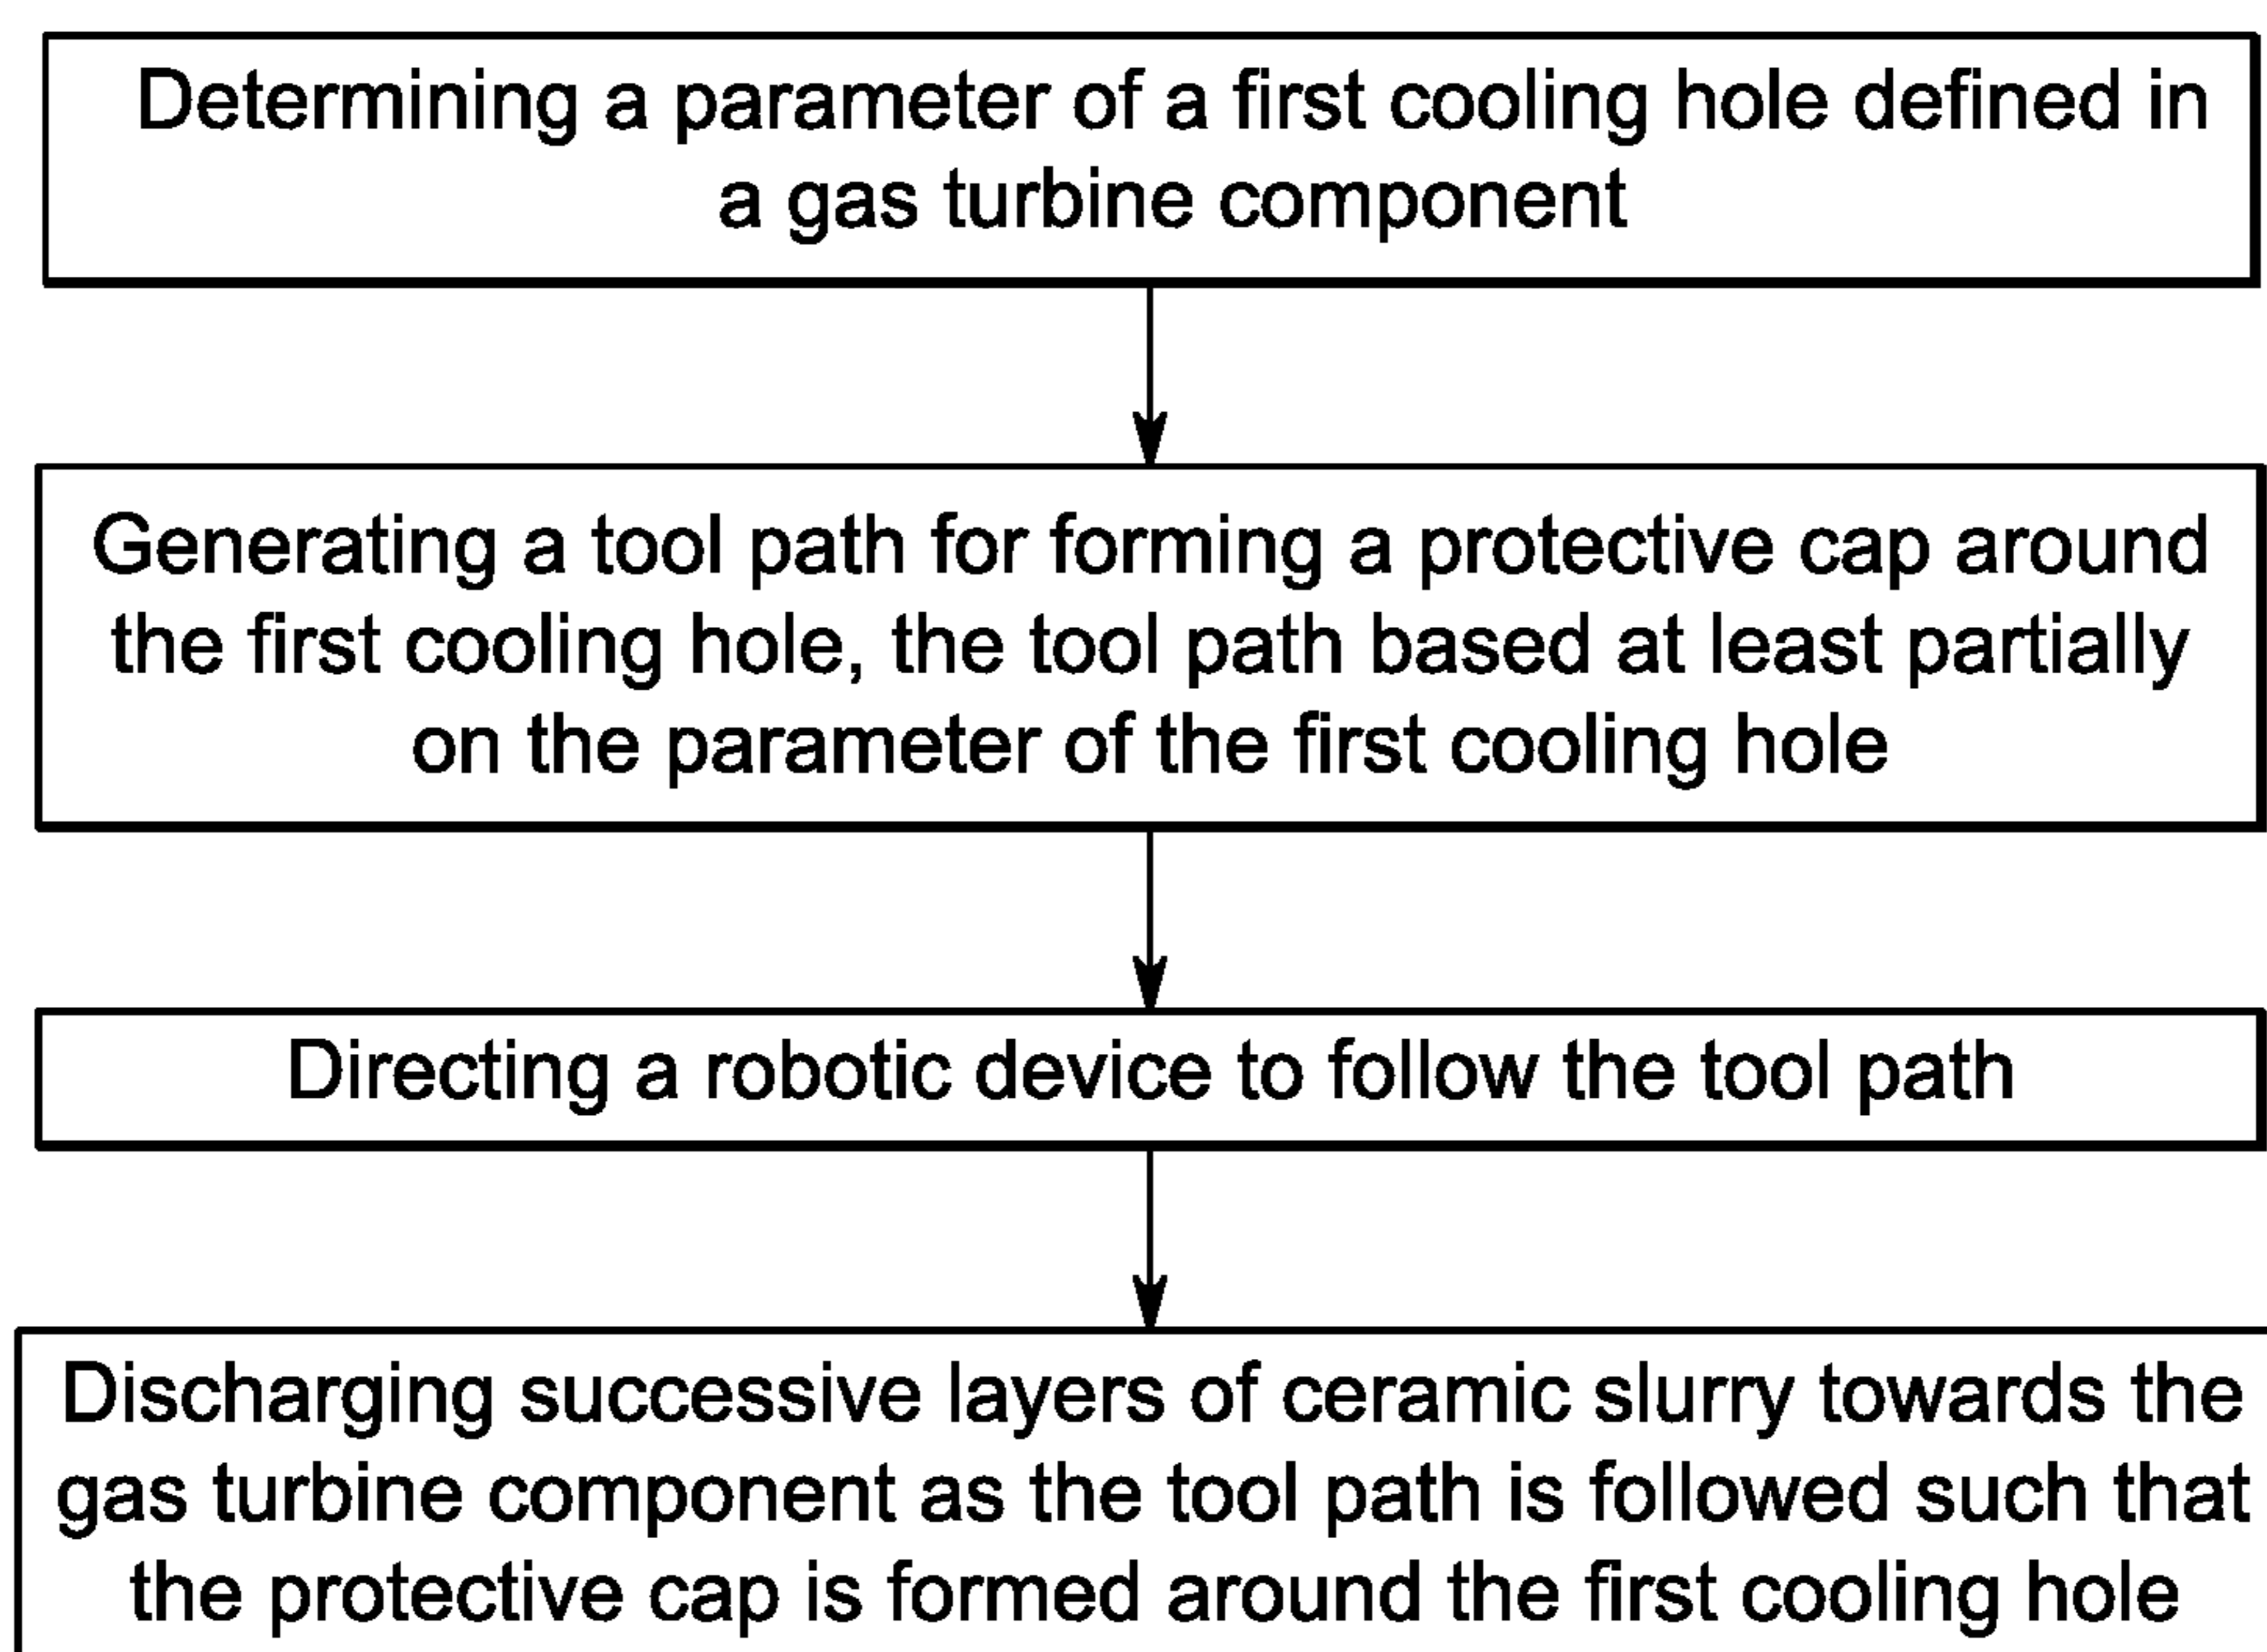 Determining a parameter of a first cooling hole defined in
a gas turbine component
Generating a tool path for forming a protective cap around
the first cooling hole, the tool path based at least partially
on the parameter of the first cooling hole
Directing a robotic device to follow the tool path
Discharging successive layers of ceramic slurry towards the
gas turbine component as the tool path is followed such that
the protective cap is formed around the first cooling hole